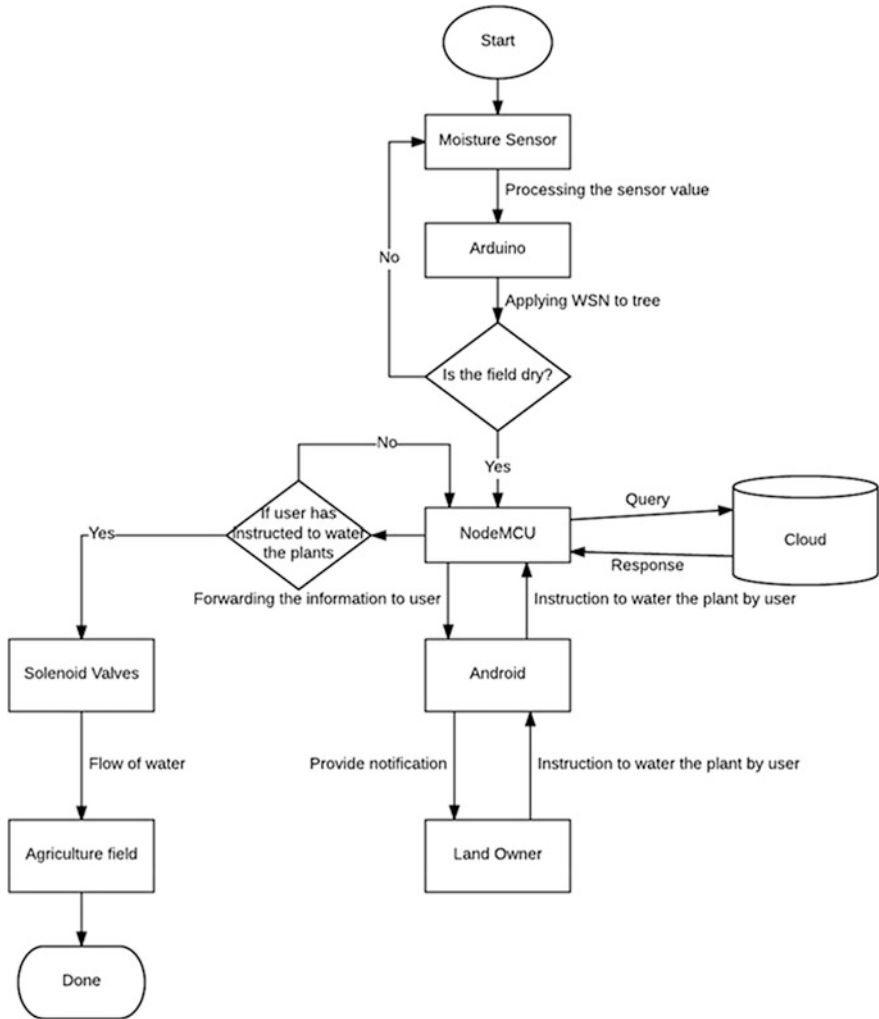 Start
Moisture Sensor
Processing the sensor value
Arduino
No
Applying WSN to tree
Is the field dry?
No
Yes
Query
If user has
instructed to water
the plants
Yes
NodeMCU
Cloud
Response
Forwarding the information to user
Instruction to water the plant by user
Solenoid Valves
Android
Flow of water
Provide notification
Instruction to water the plant by user
Agriculture field
Land Owner
Done